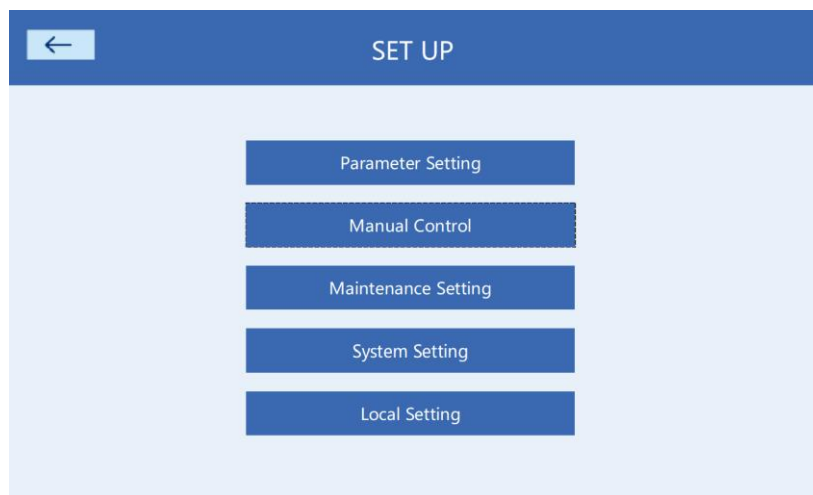 SET UP
Parameter Setting
Manual Control
Maintenance Setting
System Setting
Local Setting